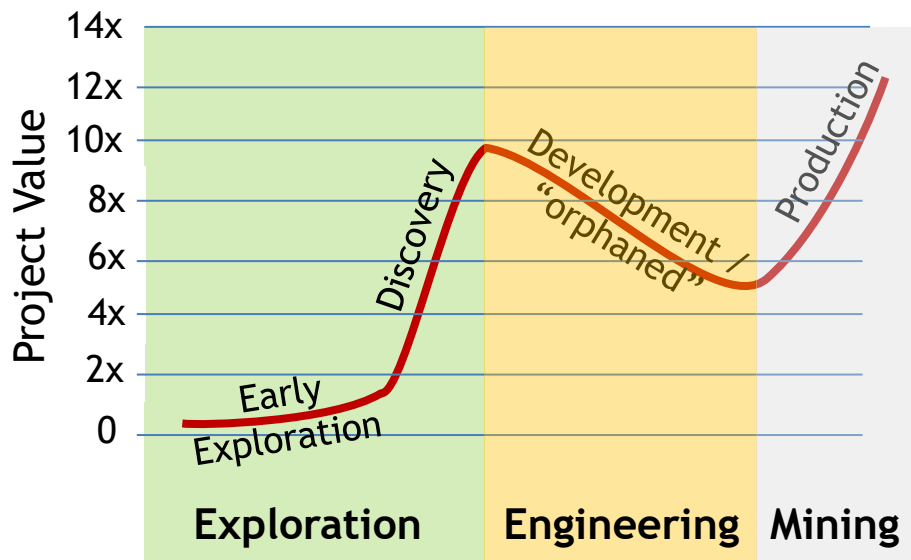 14x
12x
10x
8x
6x
4x
2x
0
Project Value
Early
Exploration
Discovery
Development /
“orphaned”
Production
Exploration
Engineering
Mining